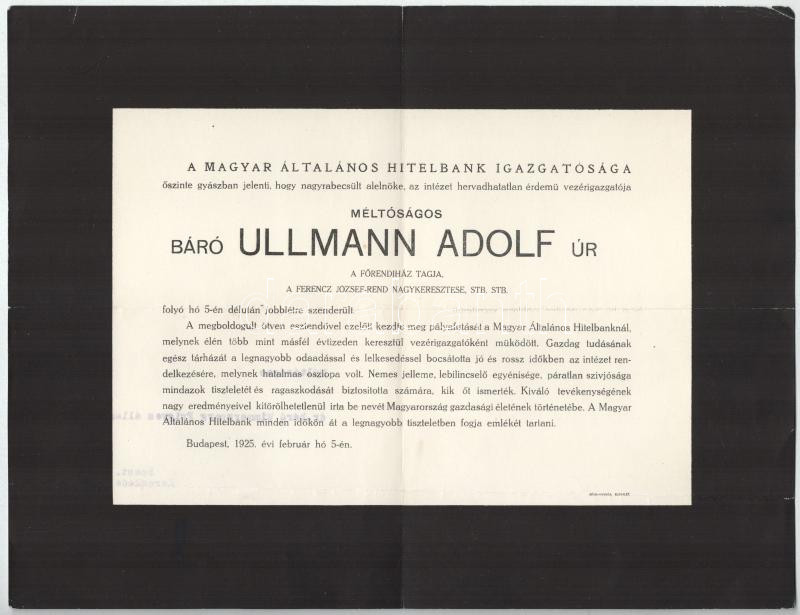 A MAGYAR ÁLTALÁNOS HITELBANK IGAZGATÓSÁGA
őszinte gyászban jelenti, hogy nagyrabecsült alelnöke, az intézet hervadhatatlan érdemű vezérigazgatója
MÉLTÓSÁGOS
BÁRÓ ULLMANN ADOLF ÚR
A FŐRENDIHÁZ TAGJA,
A FERENCZ JÓZSEF-REND NAGYKERESZTESE, STB. STB.
folyó hó 5-én délután jobblétre szenderült.
A megboldogult ötven esztendővel ezelőtt kezdte meg pályafutását a Magyar Általános Hitelbanknál,
melynek élén több mint másfél évtizeden keresztül vezérigazgatóként működött. Gazdag tudásának
egész tárházát a legnagyobb odaadással és lelkesedéssel bocsátotta jó és rossz időkben az intézet ren-
delkezésére, melynek hatalmas oszlopa volt. Nemes jelleme, lebilincselő egyénisége, páratlan szívjósága
mindazok tiszteletét és ragaszkodását biztosította számára, kik őt ismerték. Kiváló tevékenységének
nagy eredményeivel kitörölhetetlenül irta be nevét Magyarország gazdasági életének történetébe. A Magyar
Általános Hitelbank minden időkön át a legnagyobb tiszteletben fogja emlékét tartani.
Budapest, 1925. évi február hó 5-én.